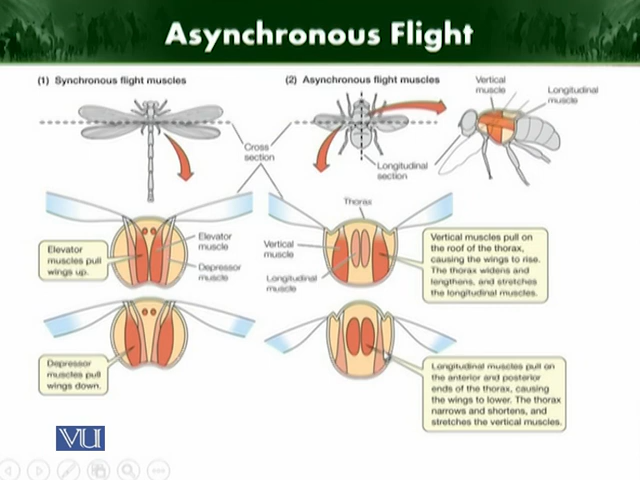 Asynchronous Flight
(1) Synchronous flight muscles
(2) Asynchronous flight muscles
Vertical
muscle
Longitudinal
muscle
Cross
section
Longitudinal
section
Thorax
Elevator
muscles pull
wings up.
Elevator
muscle
Depressor
muscle
Vertical
muscle
Longitudinal
muscle
Vertical muscles pull on
the roof of the thorax,
causing the wings to rise.
The thorax widens and
lengthens, and stretches
the longitudinal muscles.
Depressor
muscles pull
wings down.
Longitudinal muscles pull on
the anterior and posterior
ends of the thorax, causing
the wings to lower. The thorax
narrows and shortens, and
stretches the vertical muscles.
VU